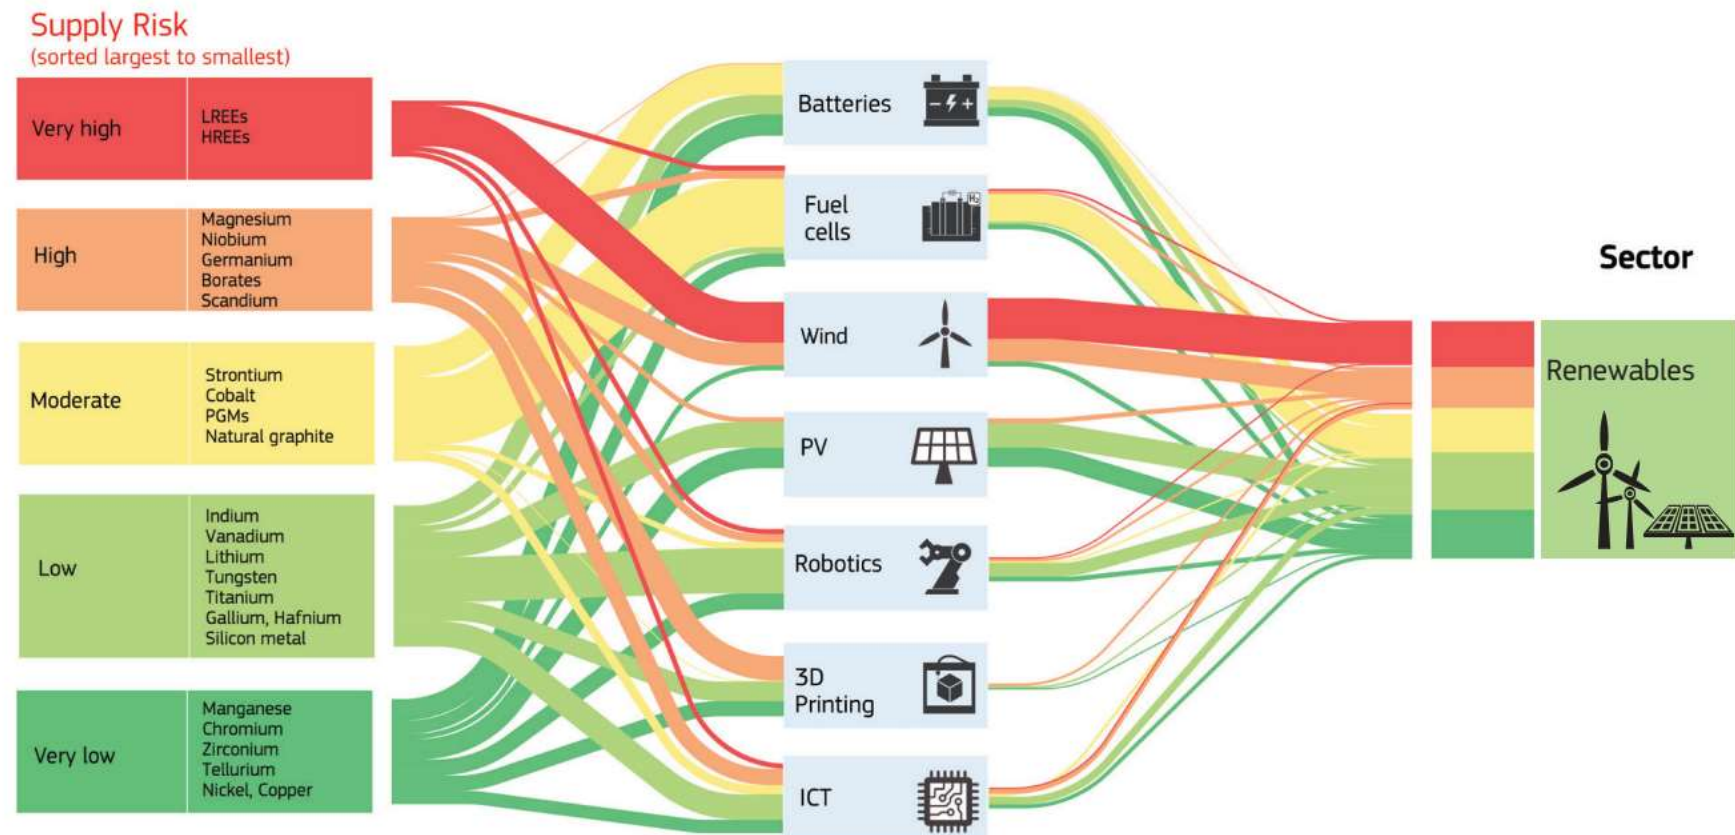 Supply Risk
(sorted largest to smallest)
Very high
LREEs
HREEs
High
Magnesium
Niobium
Germanium
Borates
Scandium
Moderate
Strontium
Cobalt
PGMs
Natural graphite
Low
Indium
Vanadium
Lithium
Tungsten
Titanium
Gallium, Hafnium
Silicon metal
Very low
Manganese
Chromium
Zirconium
Tellurium
Nickel, Copper
Batteries
Fuel
cells
H2
Wind
PV
Robotics
3D
Printing
ICT
Sector
Renewables